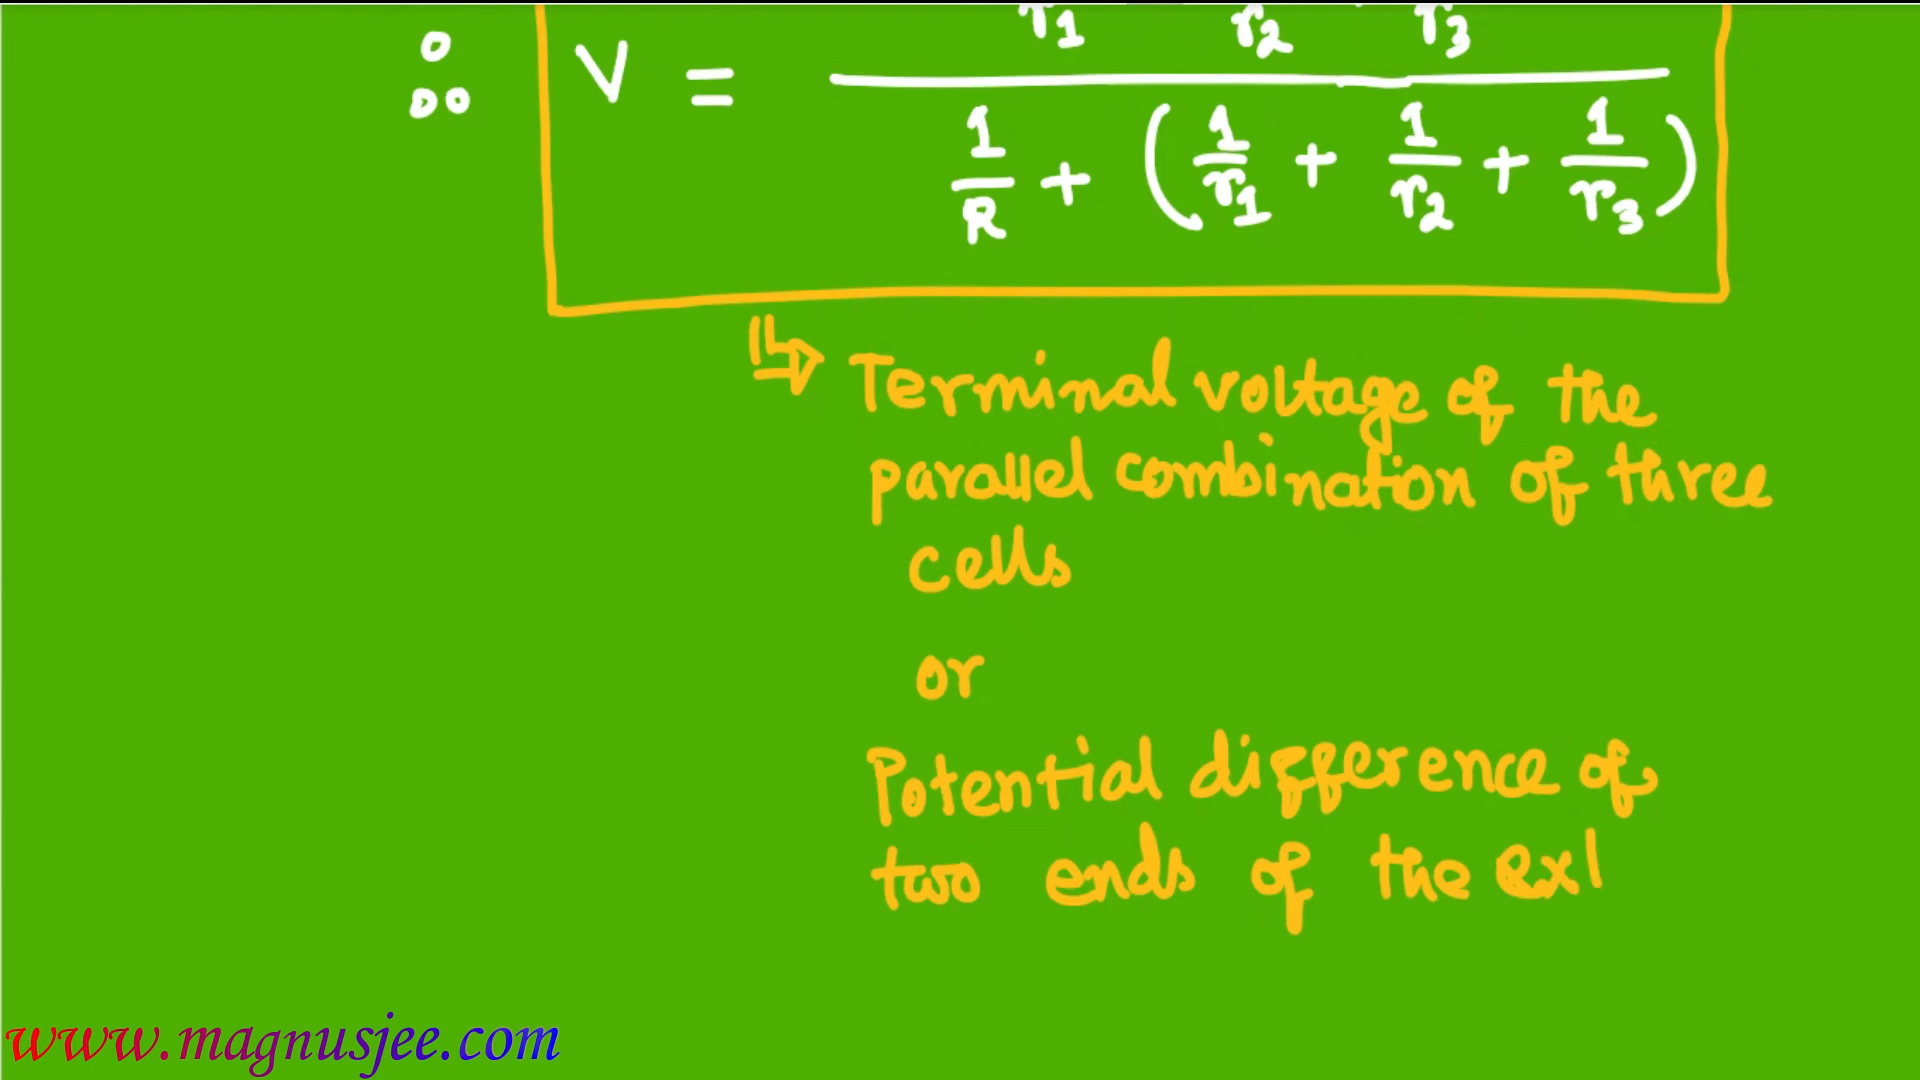 r₁ r₂ r₃
∴ V = ―――
1/R + (1/r₁ + 1/r₂ + 1/r₃)
Terminal voltage of the
parallel combination of three
cells
or
Potential difference of
two ends of the ext
www.magnusjee.com